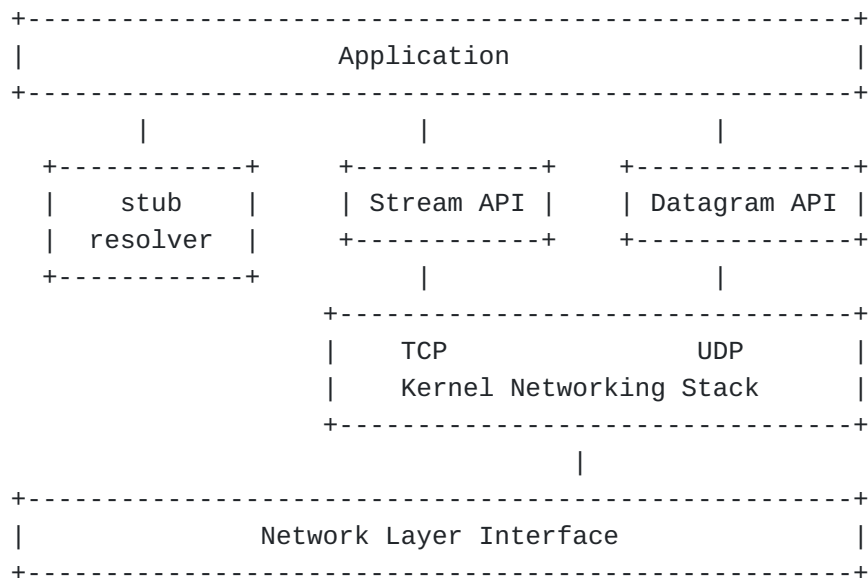 Application
stub
resolver
Stream API
Datagram API
TCP UDP
Kernel Networking Stack
Network Layer Interface